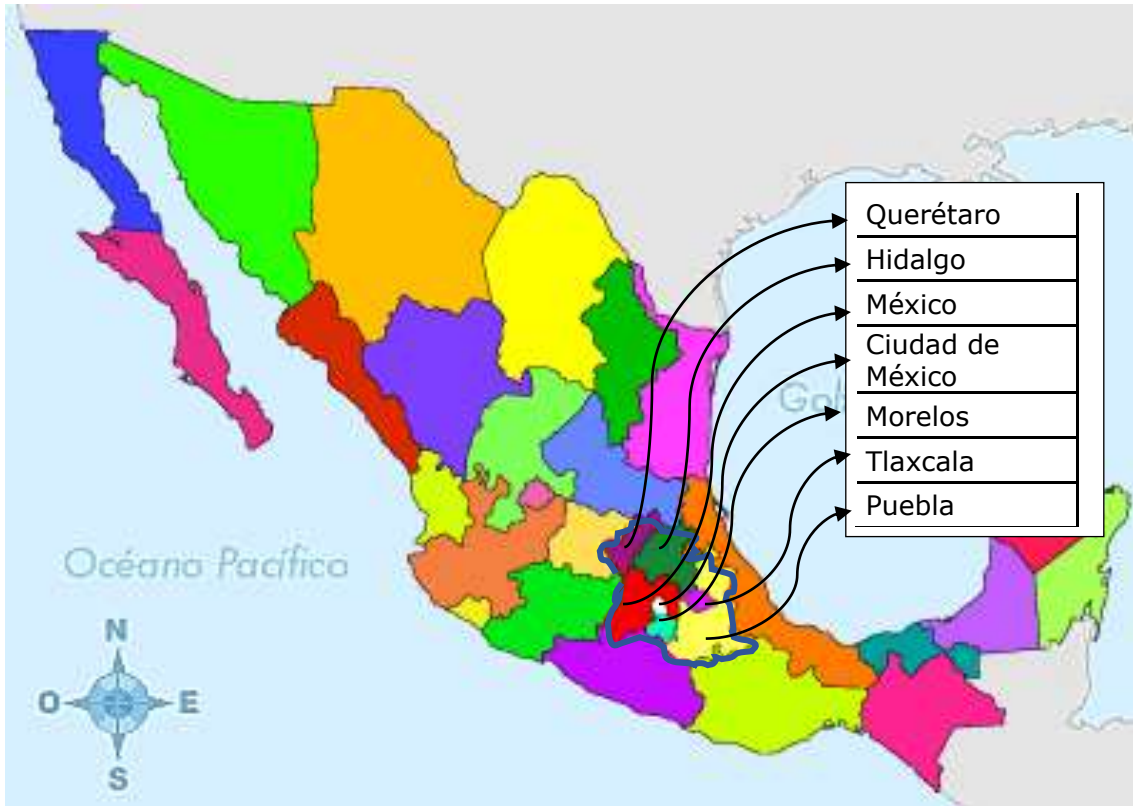 Querétaro
Hidalgo
México
Ciudad de
México
Morelos
Tlaxcala
Puebla
Océano Pacífico
N
O
E
S